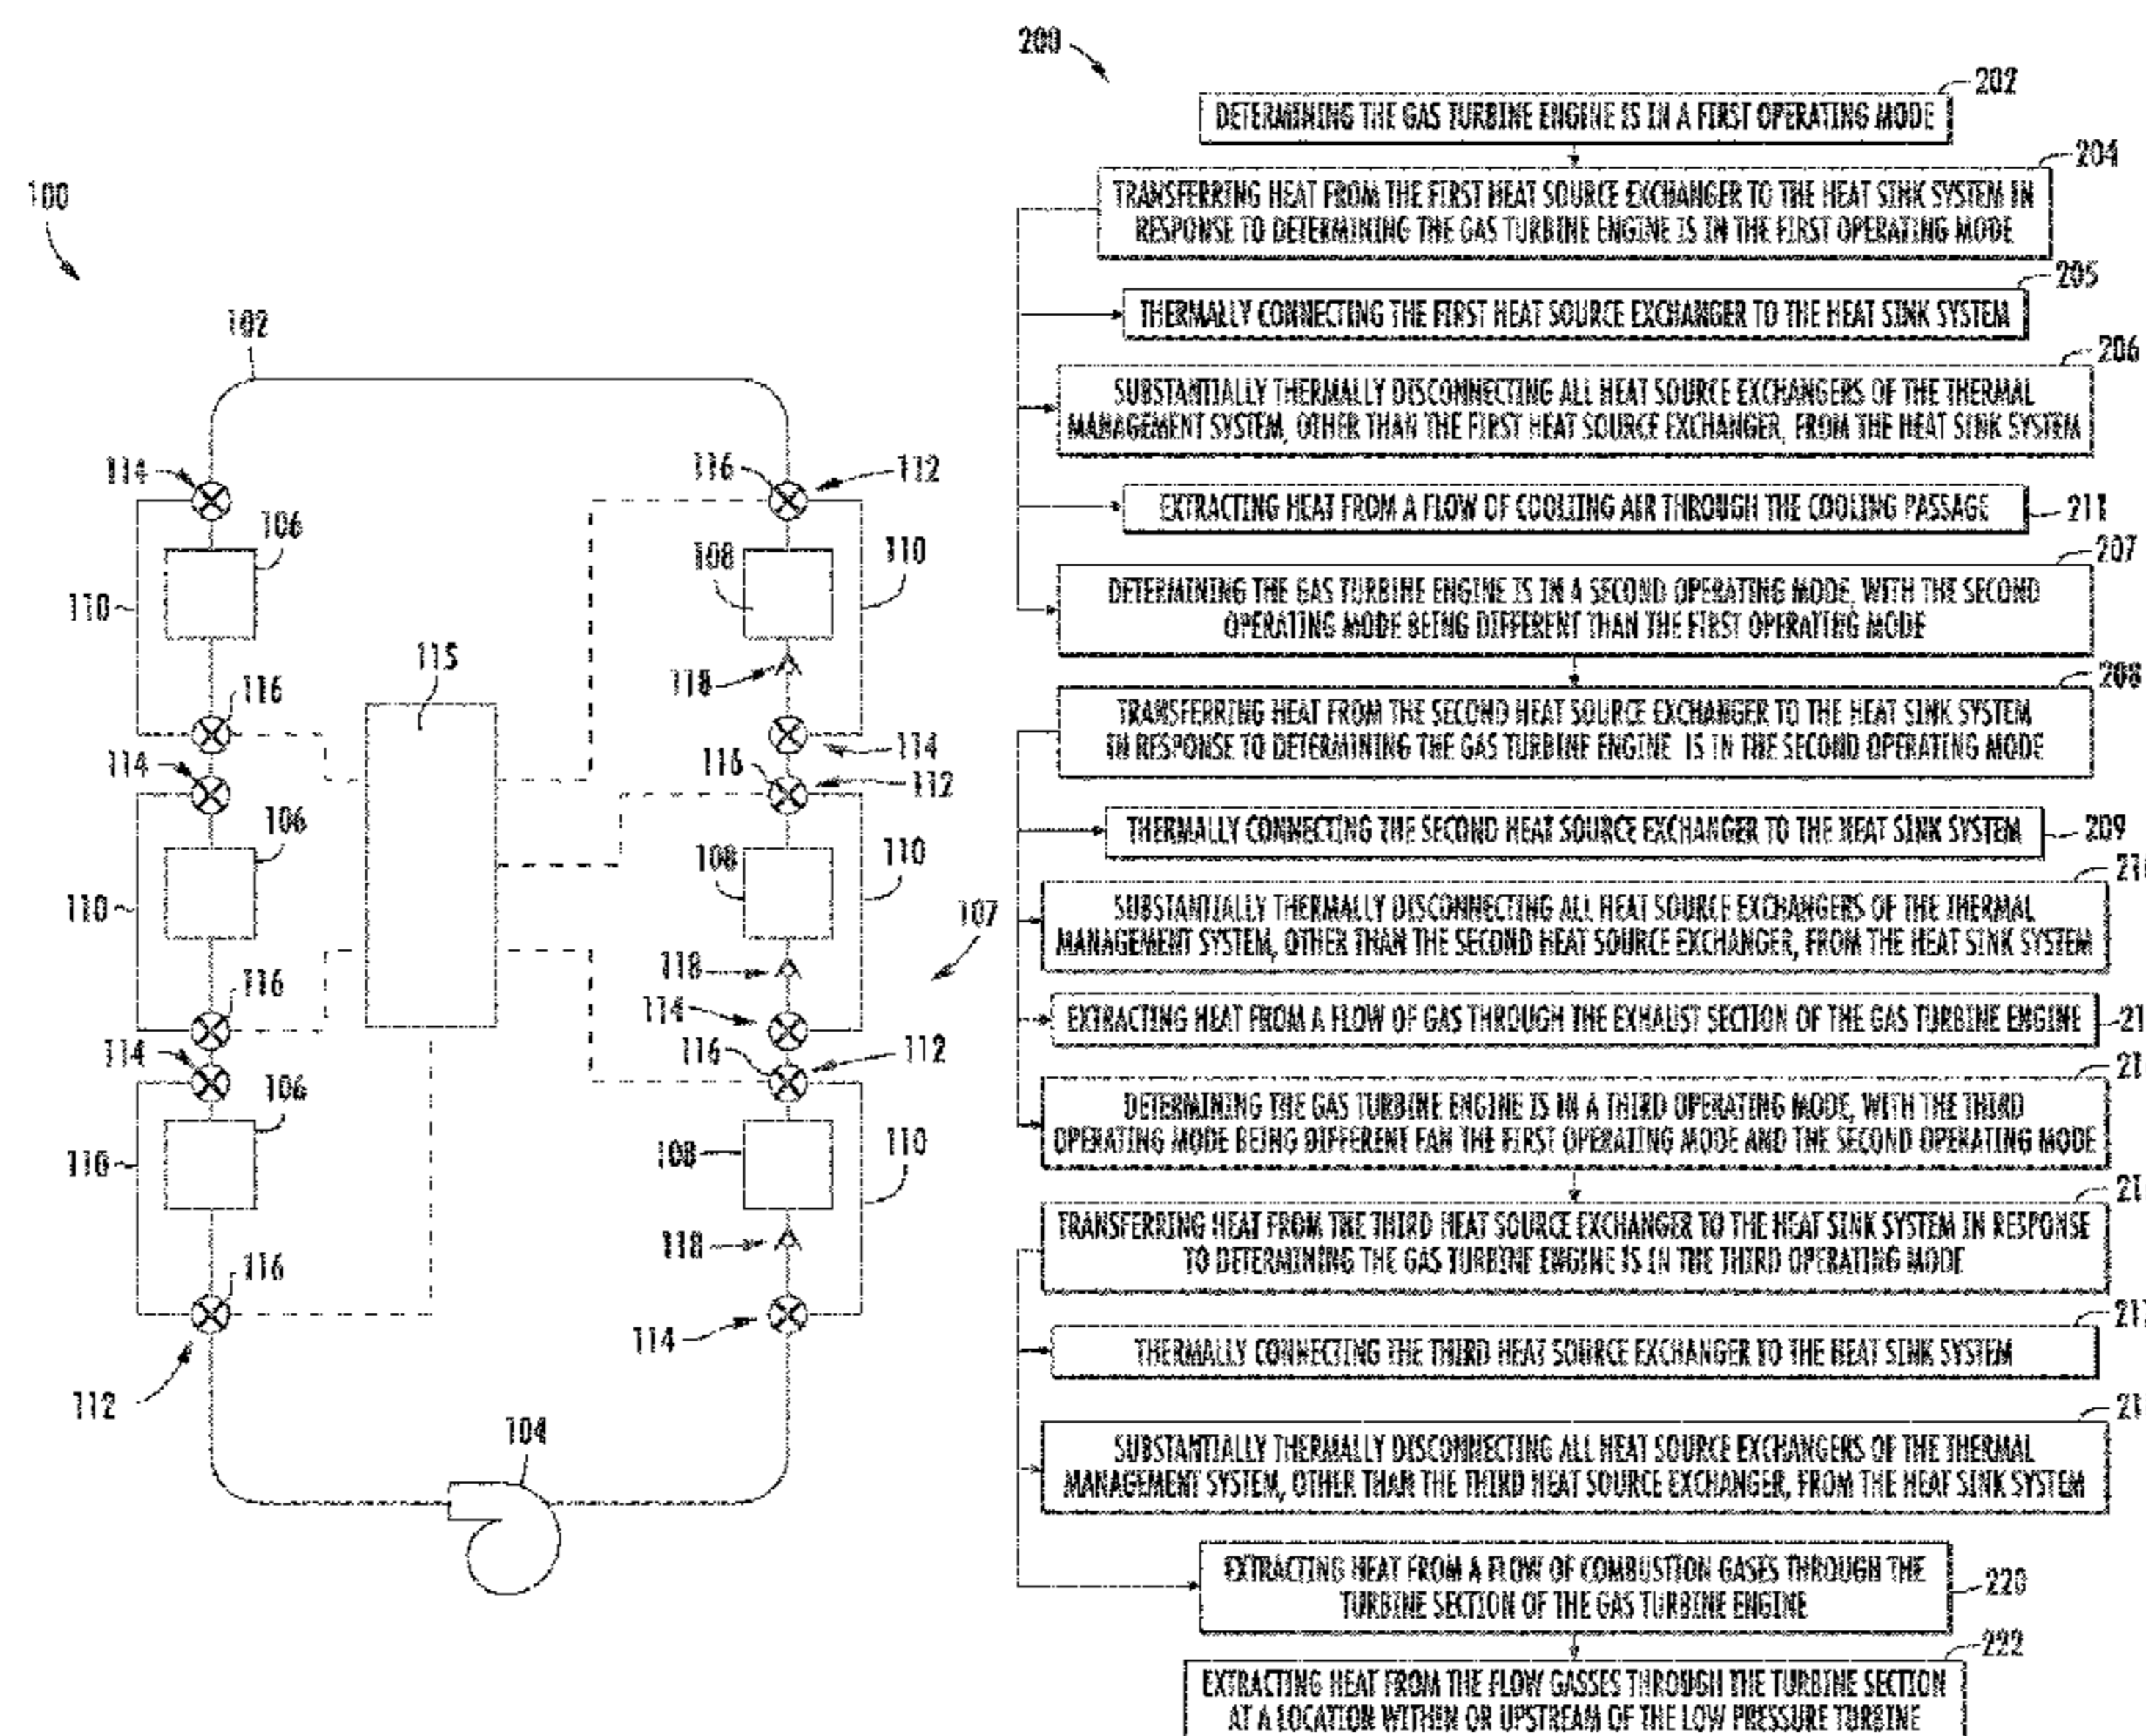 100
102
114
116
112
106
108
110
110
118
115
116
114
114
116
112
106
108
110
110
107
118
116
114
114
116
112
106
108
110
110
118
116
114
112
104
200
202
DETERMINING THE GAS TURBINE ENGINE IS IN A FIRST OPERATING MODE
204
TRANSFERRING HEAT FROM THE FIRST HEAT SOURCE EXCHANGER TO THE HEAT SINK SYSTEM IN
RESPONSE TO DETERMINING THE GAS TURBINE ENGINE IS IN THE FIRST OPERATING MODE
205
THERMALLY CONNECTING THE FIRST HEAT SOURCE EXCHANGER TO THE HEAT SINK SYSTEM
206
SUBSTANTIALLY THERMALLY DISCONNECTING ALL HEAT SOURCE EXCHANGERS OF THE THERMAL
MANAGEMENT SYSTEM, OTHER THAN THE FIRST HEAT SOURCE EXCHANGER, FROM THE HEAT SINK SYSTEM
EXTRACTING HEAT FROM A FLOW OF COOLING AIR THROUGH THE COOLING PASSAGE
211
207
DETERMINING THE GAS TURBINE ENGINE IS IN A SECOND OPERATING MODE, WITH THE SECOND
OPERATING MODE BEING DIFFERENT THAN THE FIRST OPERATING MODE
208
TRANSFERRING HEAT FROM THE SECOND HEAT SOURCE EXCHANGER TO THE HEAT SINK SYSTEM
IN RESPONSE TO DETERMINING THE GAS TURBINE ENGINE IS IN THE SECOND OPERATING MODE
THERMALLY CONNECTING THE SECOND HEAT SOURCE EXCHANGER TO THE HEAT SINK SYSTEM
209
SUBSTANTIALLY THERMALLY DISCONNECTING ALL HEAT SOURCE EXCHANGERS OF THE THERMAL
MANAGEMENT SYSTEM, OTHER THAN THE SECOND HEAT SOURCE EXCHANGER, FROM THE HEAT SINK SYSTEM
EXTRACTING HEAT FROM A FLOW OF GAS THROUGH THE EXHAUST SECTION OF THE GAS TURBINE ENGINE
DETERMINING THE GAS TURBINE ENGINE IS IN A THIRD OPERATING MODE, WITH THE THIRD
OPERATING MODE BEING DIFFERENT FAN THE FIRST OPERATING MODE AND THE SECOND OPERATING MODE
TRANSFERRING HEAT FROM THE THIRD HEAT SOURCE EXCHANGER TO THE HEAT SINK SYSTEM IN RESPONSE
TO DETERMINING THE GAS TURBINE ENGINE IS IN THE THIRD OPERATING MODE
THERMALLY CONNECTING THE THIRD HEAT SOURCE EXCHANGER TO THE HEAT SINK SYSTEM
SUBSTANTIALLY THERMALLY DISCONNECTING ALL HEAT SOURCE EXCHANGERS OF THE THERMAL
MANAGEMENT SYSTEM, OTHER THAN THE THIRD HEAT SOURCE EXCHANGER, FROM THE HEAT SINK SYSTEM
EXTRACTING HEAT FROM A FLOW OF COMBUSTION GASES THROUGH THE
TURBINE SECTION OF THE GAS TURBINE ENGINE
220
222
EXTRACTING HEAT FROM THE FLOW GASSES THROUGH THE TURBINE SECTION
AT A LOCATION WITHIN OR UPSTREAM OF THE LOW PRESSURE TURBINE